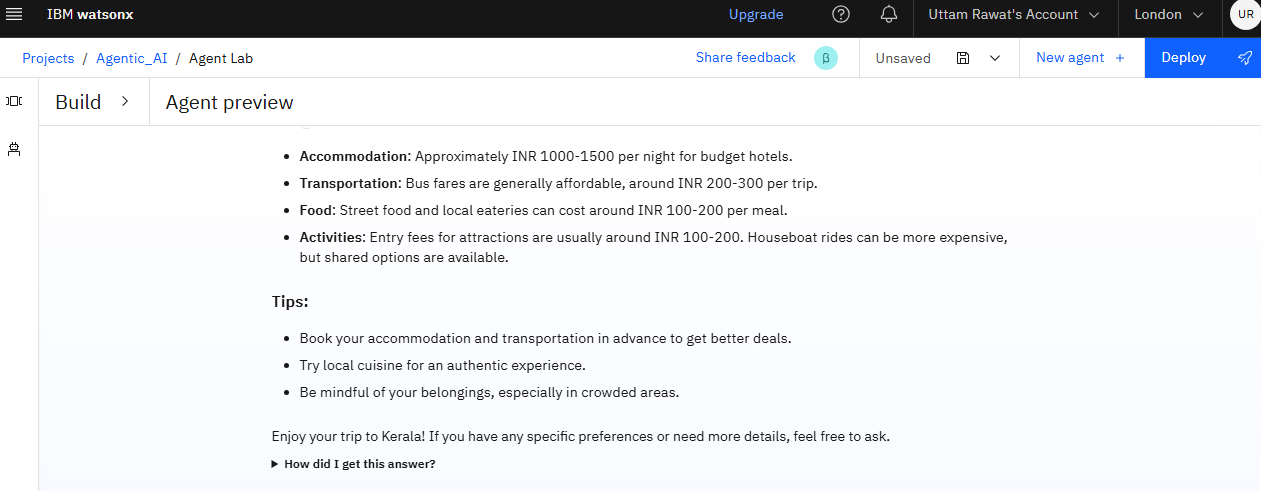 IBM watsonx
Upgrade
Uttam Rawat's Account
London
UR
Projects / Agentic_AI / Agent Lab
Share feedback
β
Unsaved
New agent +
Deploy
Build
Agent preview
• Accommodation: Approximately INR 1000-1500 per night for budget hotels.
• Transportation: Bus fares are generally affordable, around INR 200-300 per trip.
• Food: Street food and local eateries can cost around INR 100-200 per meal.
• Activities: Entry fees for attractions are usually around INR 100-200. Houseboat rides can be more expensive,
but shared options are available.
Tips:
• Book your accommodation and transportation in advance to get better deals.
• Try local cuisine for an authentic experience.
• Be mindful of your belongings, especially in crowded areas.
Enjoy your trip to Kerala! If you have any specific preferences or need more details, feel free to ask.
How did I get this answer?